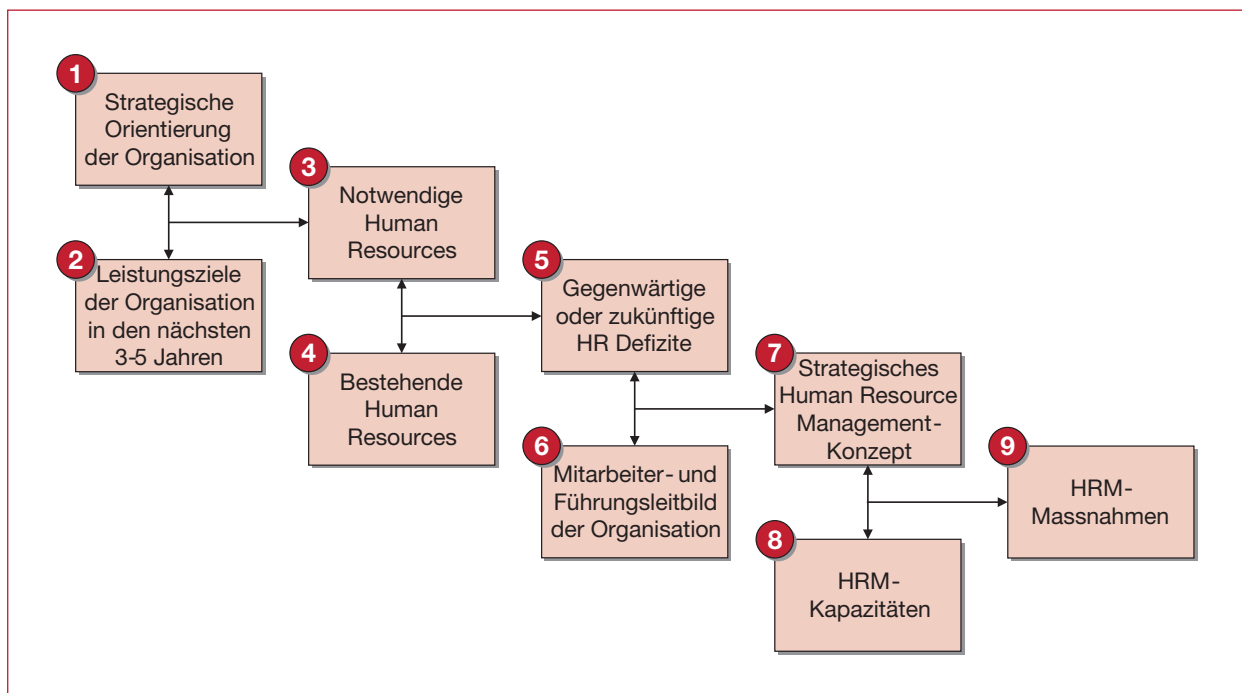 1
Strategische
Orientierung
der Organisation
2
Leistungsziele
der Organisation
in den nächsten
3-5 Jahren
3
Notwendige
Human
Resources
4
Bestehende
Human
Resources
5
Gegenwärtige
oder zukünftige
HR Defizite
6
Mitarbeiter- und
Führungsleitbild
der Organisation
7
Strategisches
Human Resource
Management-
Konzept
8
HRM-
Kapazitäten
9
HRM-
Massnahmen